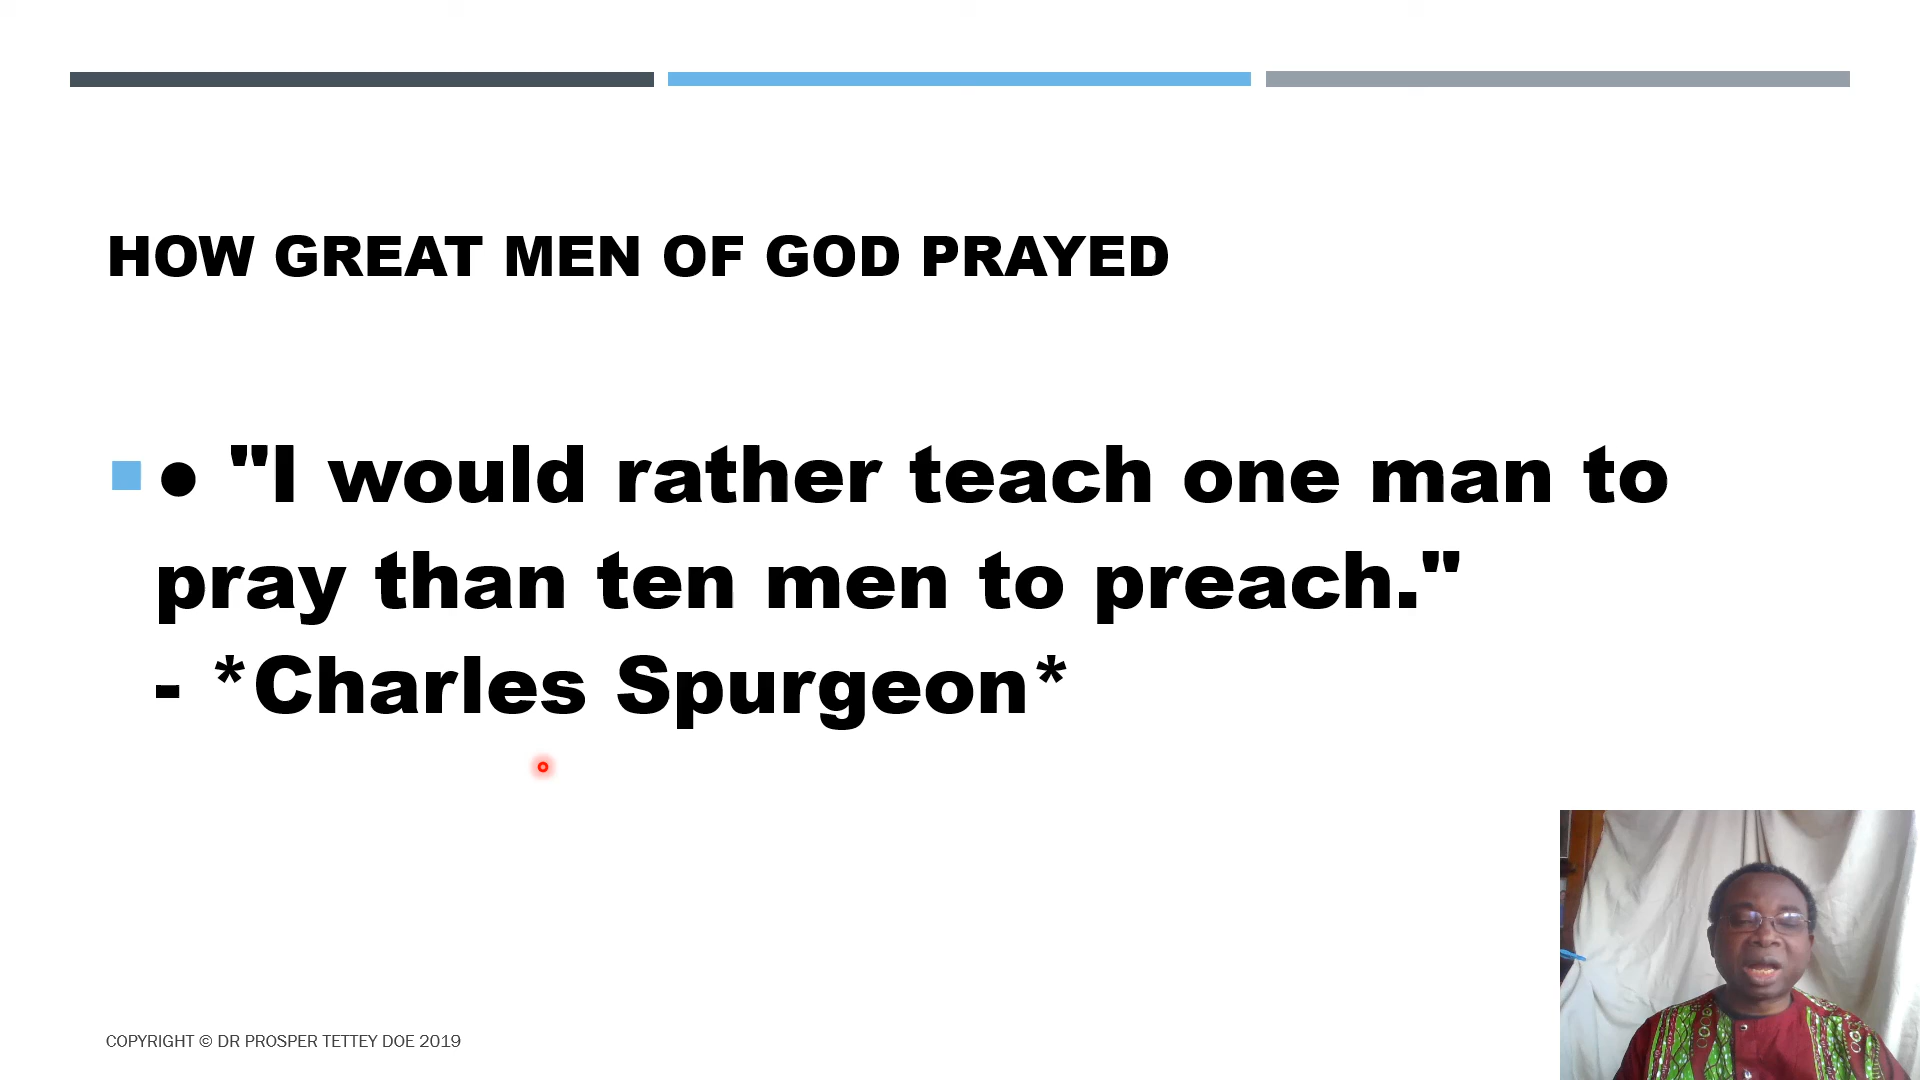 HOW GREAT MEN OF GOD PRAYED
● "I would rather teach one man to
pray than ten men to preach."
- *Charles Spurgeon*
COPYRIGHT © DR PROSPER TETTEY DOE 2019